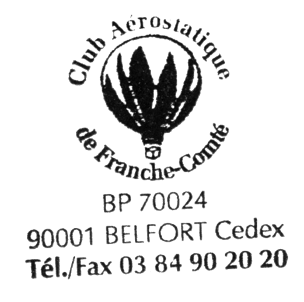 Club Aérostatique
de Franche-Comté
BP 70024
90001 BELFORT Cedex
Tél./Fax 03 84 90 20 20